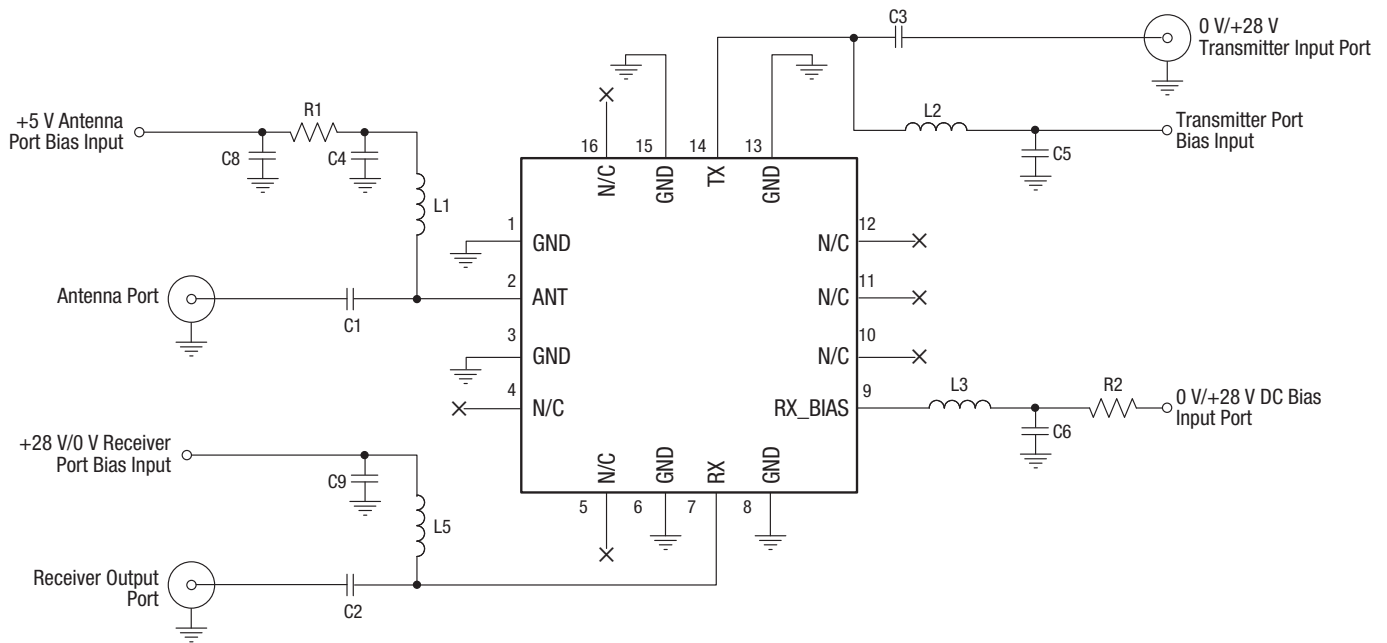 C3
0 V/+28 V
Transmitter Input Port
+5 V Antenna
Port Bias Input
R1
C8
C4
L1
L2
C5
Transmitter Port
Bias Input
16
15
14
13
N/C
GND
TX
GND
1
GND
2
ANT
3
GND
4
N/C
12
N/C
11
N/C
10
N/C
9
RX_BIAS
Antenna Port
C1
L3
R2
C6
0 V/+28 V DC Bias
Input Port
+28 V/0 V Receiver
Port Bias Input
C9
L5
N/C
GND
RX
GND
5
6
7
8
Receiver Output
Port
C2